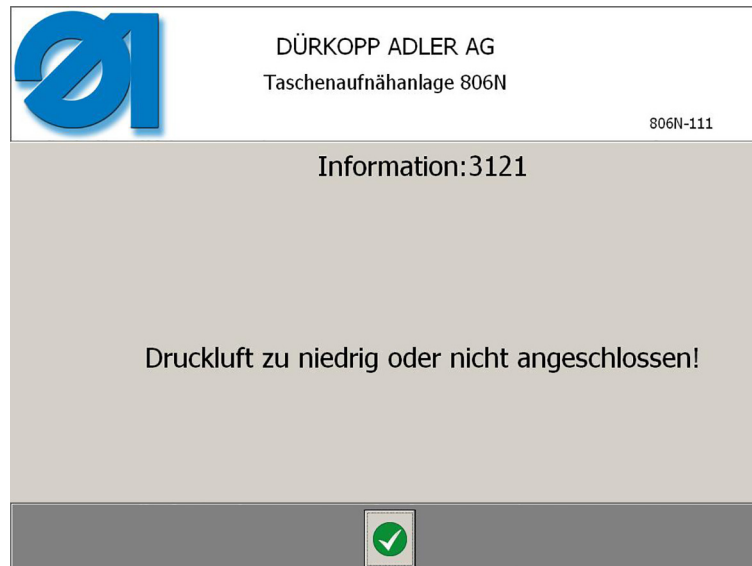 DÜRKOPP ADLER AG
Taschenaufnähanlage 806N
806N-111
Information:3121
Druckluft zu niedrig oder nicht angeschlossen!